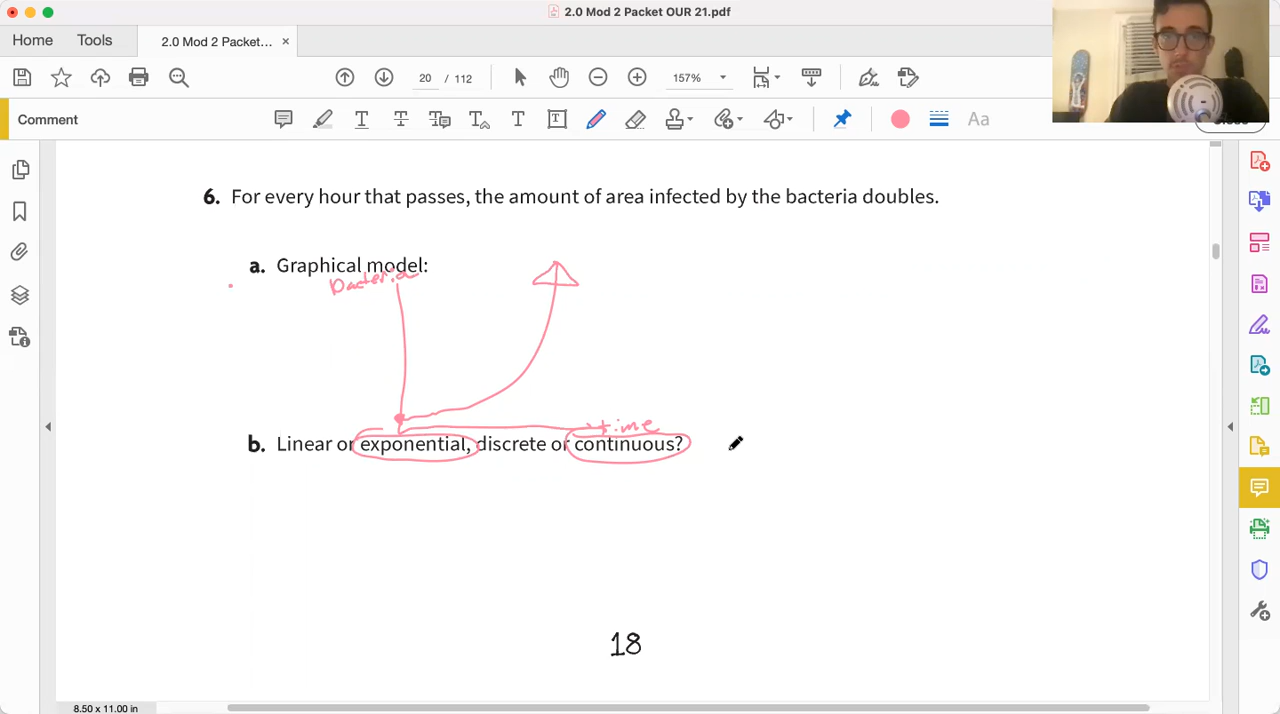 2.0 Mod 2 Packet OUR 21.pdf
Home Tools 2.0 Mod 2 Packet... ×
20 / 112 157%
Comment Aa
6. For every hour that passes, the amount of area infected by the bacteria doubles.
a. Graphical model:
bacteria
time
b. Linear or exponential, discrete or continuous?
18
8.50 x 11.00 in